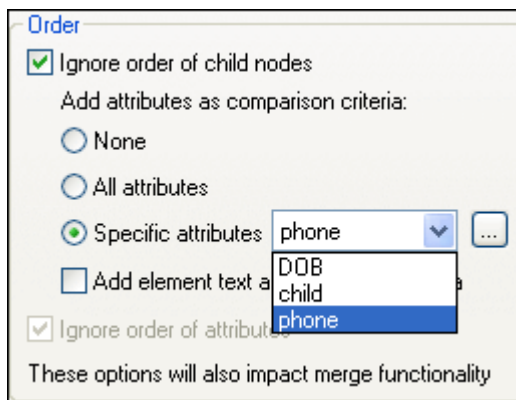 Order
Ignore order of child nodes
Add attributes as comparison criteria:
None
All attributes
Specific attributes phone ...
DOB
child
phone
Add element text a
Ignore order of attributes
These options will also impact merge functionality